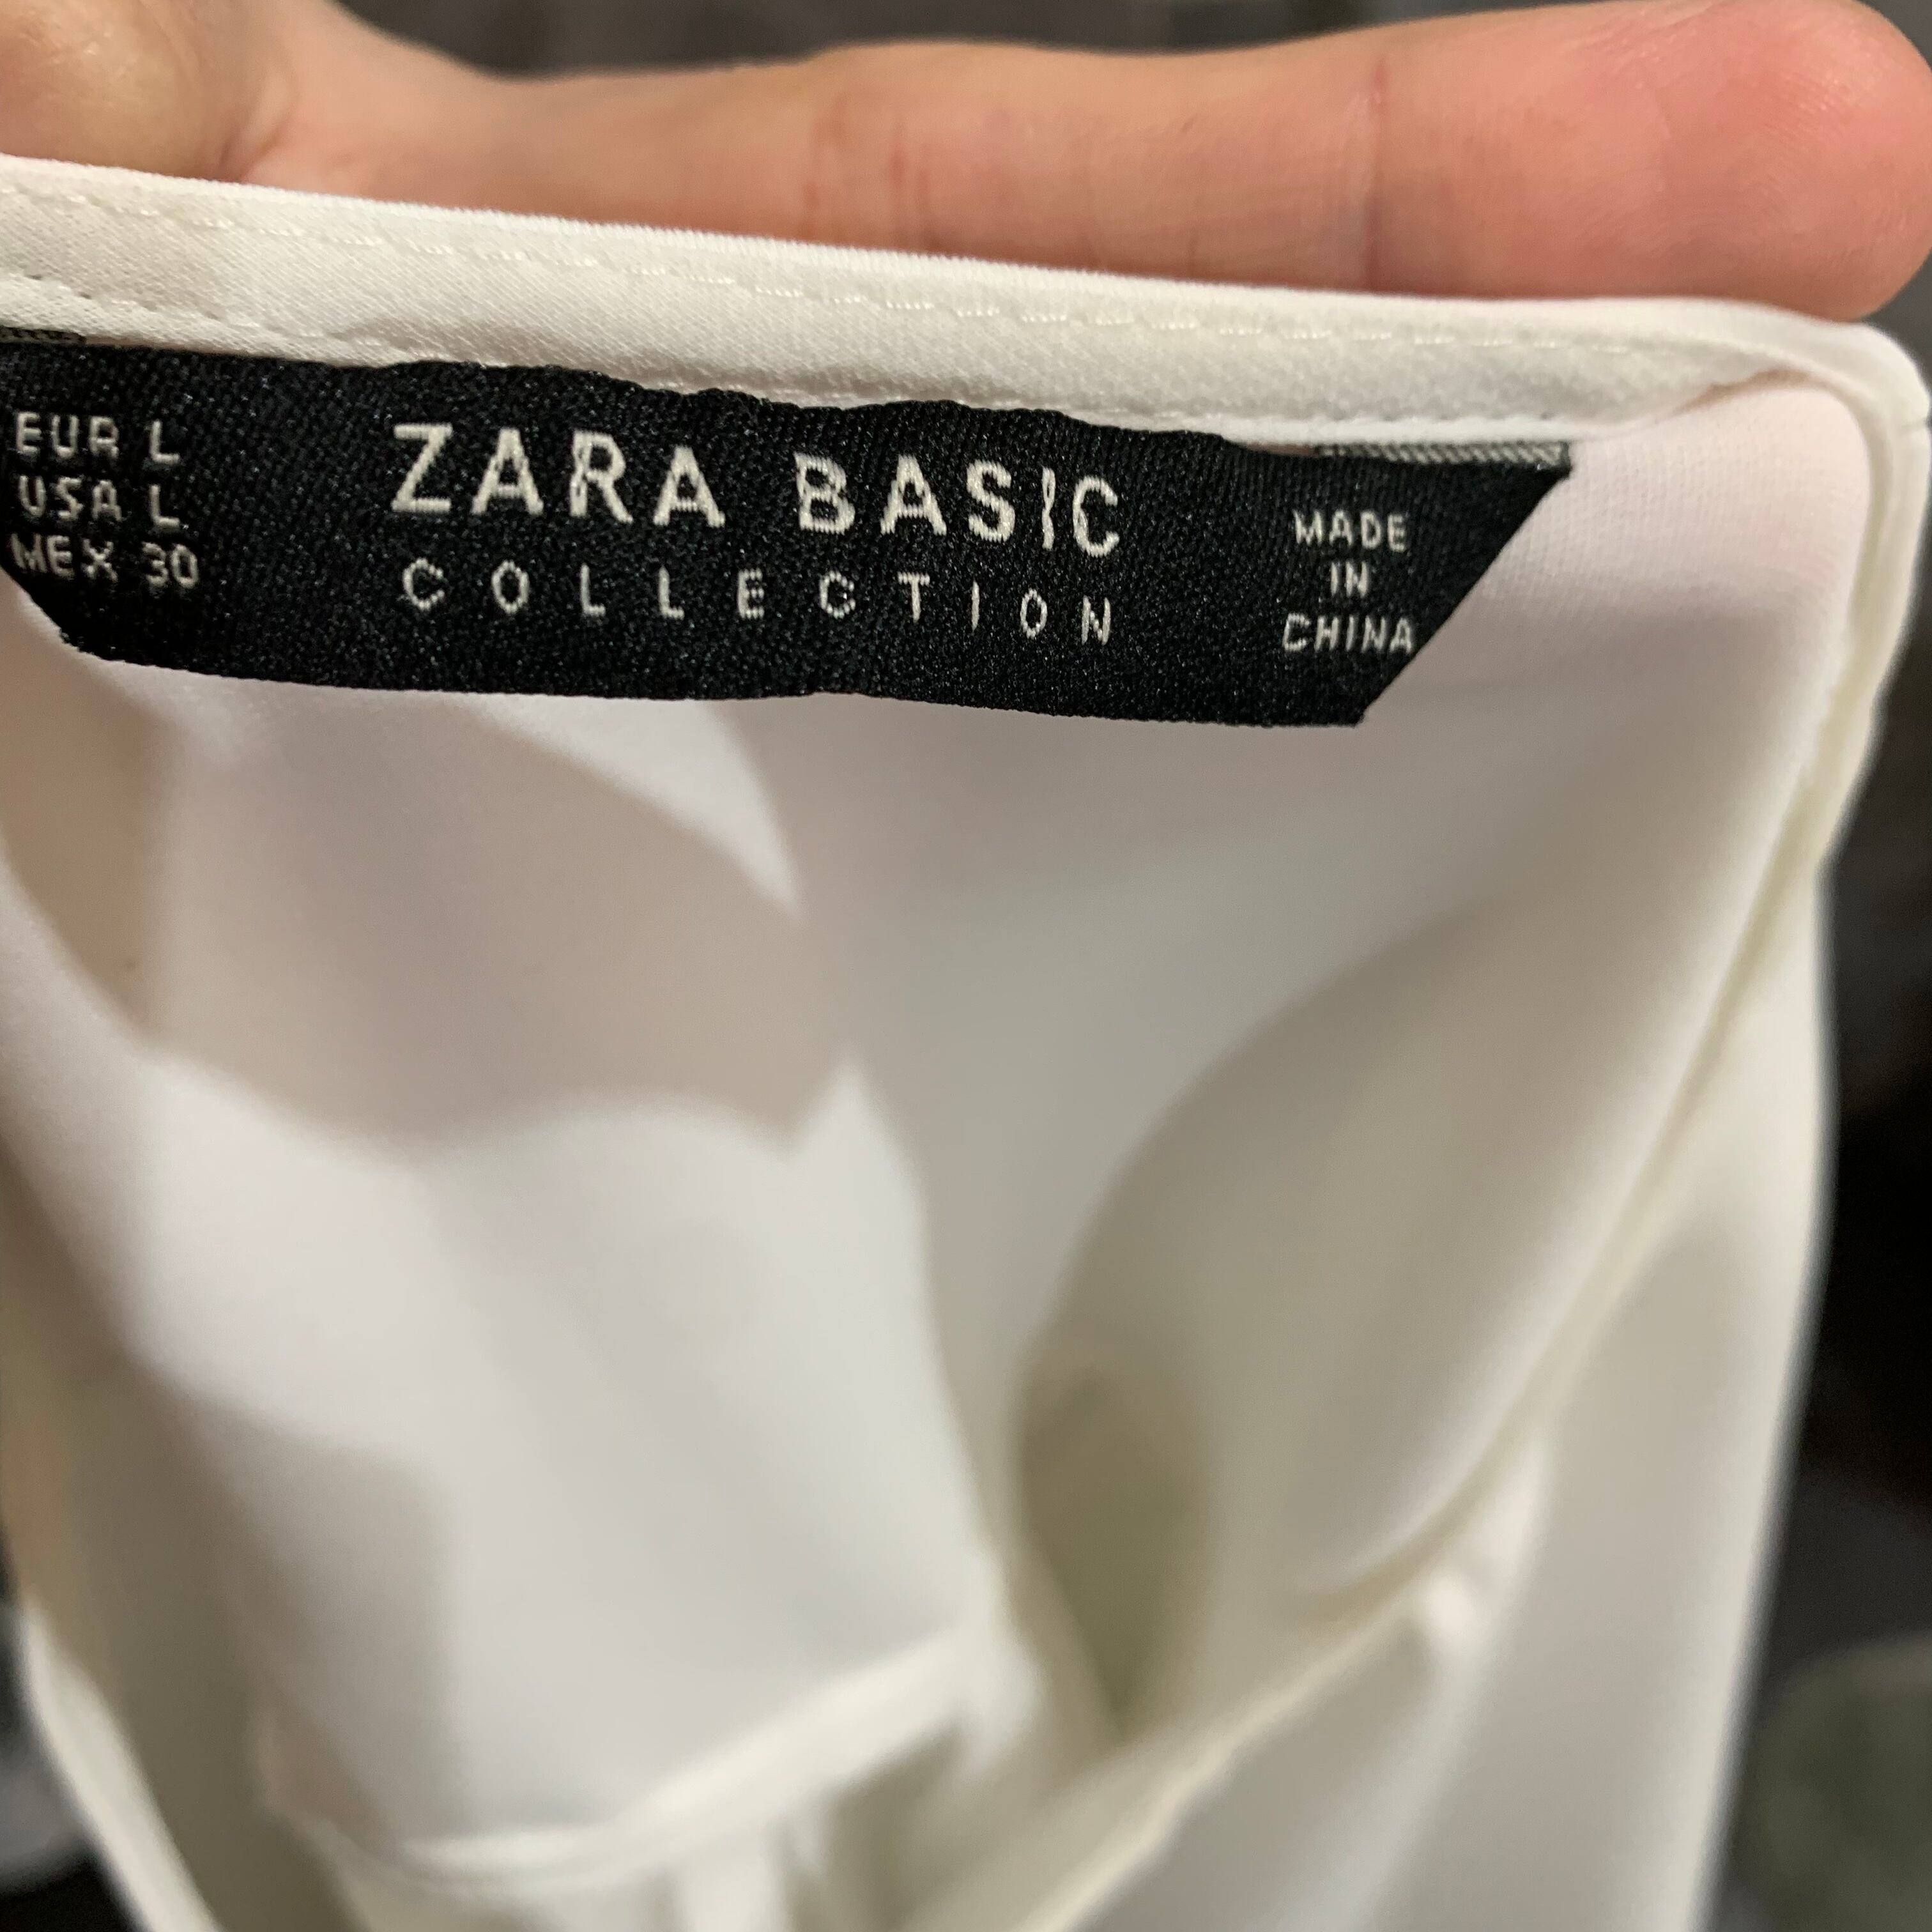 EUR L
USA L
MEX 30
ZARA BASIC
COLLECTION
MADE
IN
CHINA